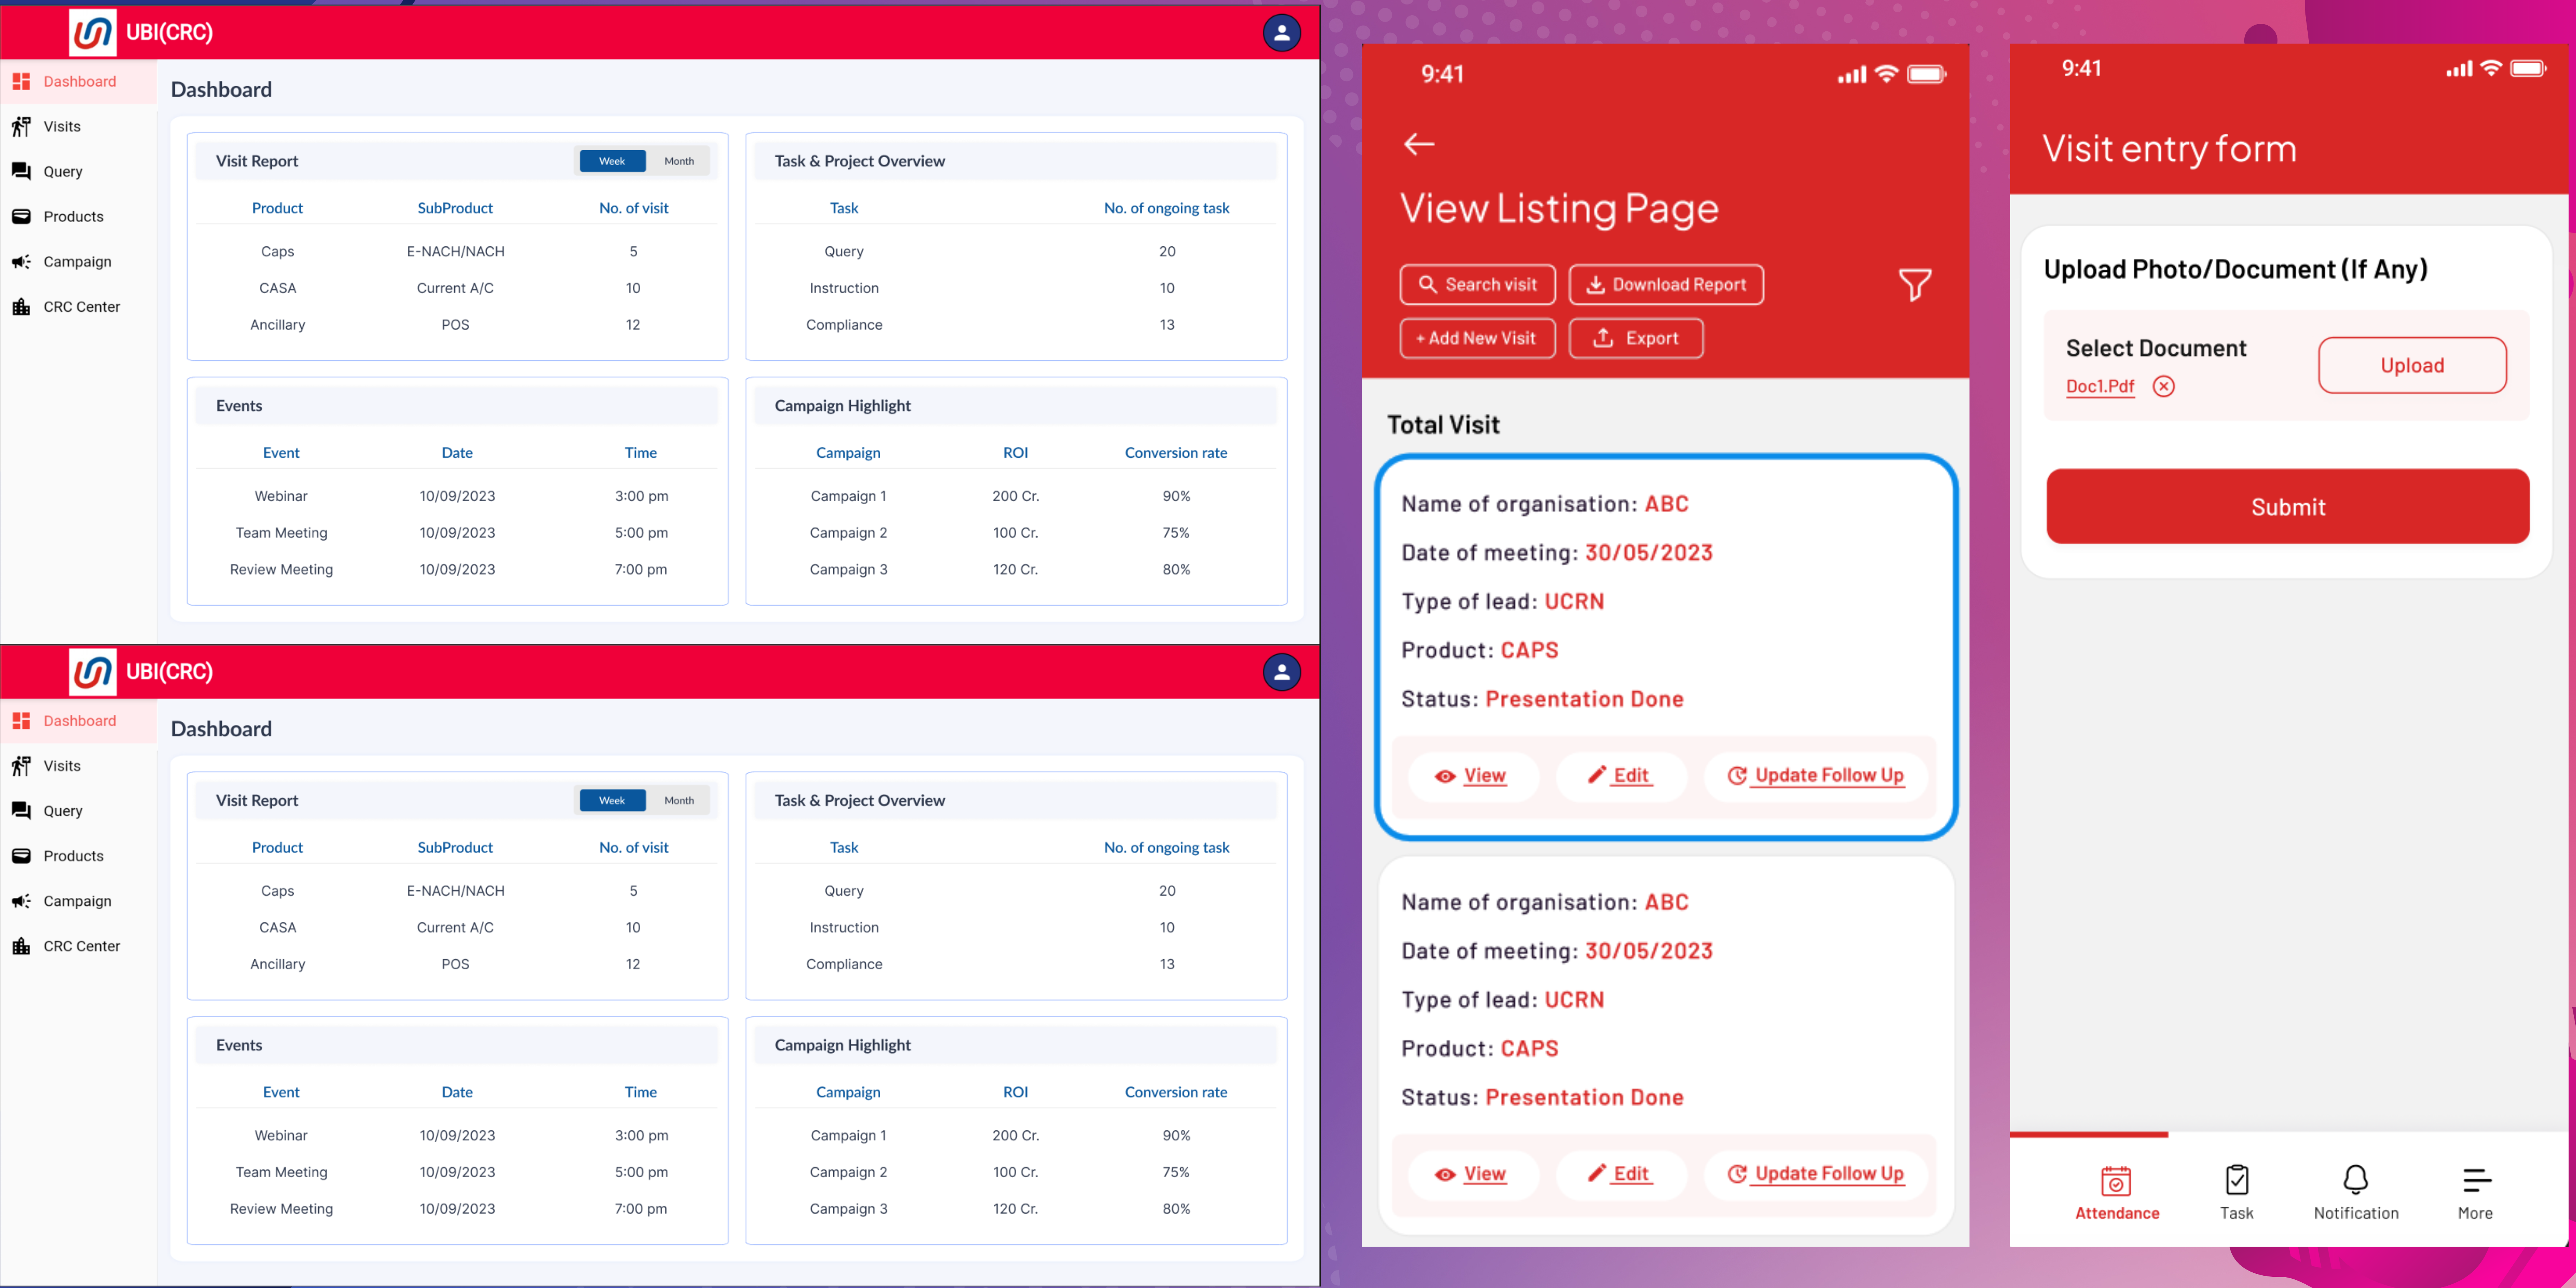 UBI(CRC)
Dashboard
Visits
Query
Products
Campaign
CRC Center
Dashboard
Visit Report
Week Month
Product SubProduct No. of visit
Caps E-NACH/NACH 5
CASA Current A/C 10
Ancillary POS 12
Task & Project Overview
Task No. of ongoing task
Query 20
Instruction 10
Compliance 13
Events
Event Date Time
Webinar 10/09/2023 3:00 pm
Team Meeting 10/09/2023 5:00 pm
Review Meeting 10/09/2023 7:00 pm
Campaign Highlight
Campaign ROI Conversion rate
Campaign 1 200 Cr. 90%
Campaign 2 100 Cr. 75%
Campaign 3 120 Cr. 80%
UBI(CRC)
Dashboard
Visits
Query
Products
Campaign
CRC Center
Dashboard
Visit Report
Week Month
Product SubProduct No. of visit
Caps E-NACH/NACH 5
CASA Current A/C 10
Ancillary POS 12
Task & Project Overview
Task No. of ongoing task
Query 20
Instruction 10
Compliance 13
Events
Event Date Time
Webinar 10/09/2023 3:00 pm
Team Meeting 10/09/2023 5:00 pm
Review Meeting 10/09/2023 7:00 pm
Campaign Highlight
Campaign ROI Conversion rate
Campaign 1 200 Cr. 90%
Campaign 2 100 Cr. 75%
Campaign 3 120 Cr. 80%
9:41
View Listing Page
Search visit Download Report
+ Add New Visit Export
Total Visit
Name of organisation: ABC
Date of meeting: 30/05/2023
Type of lead: UCRN
Product: CAPS
Status: Presentation Done
View Edit Update Follow Up
Name of organisation: ABC
Date of meeting: 30/05/2023
Type of lead: UCRN
Product: CAPS
Status: Presentation Done
View Edit Update Follow Up
9:41
Visit entry form
Upload Photo/Document (If Any)
Select Document
Doc1.Pdf
Upload
Submit
Attendance Task Notification More